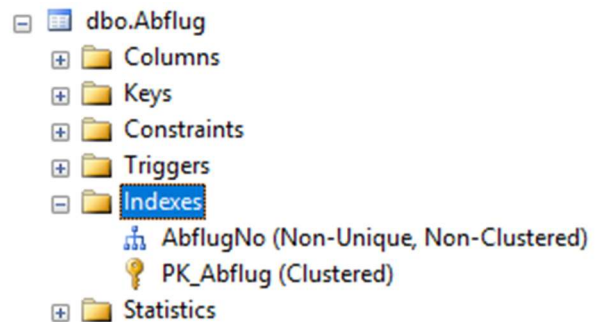 dbo.Abflug
Columns
Keys
Constraints
Triggers
Indexes
AbflugNo (Non-Unique, Non-Clustered)
PK_Abflug (Clustered)
Statistics